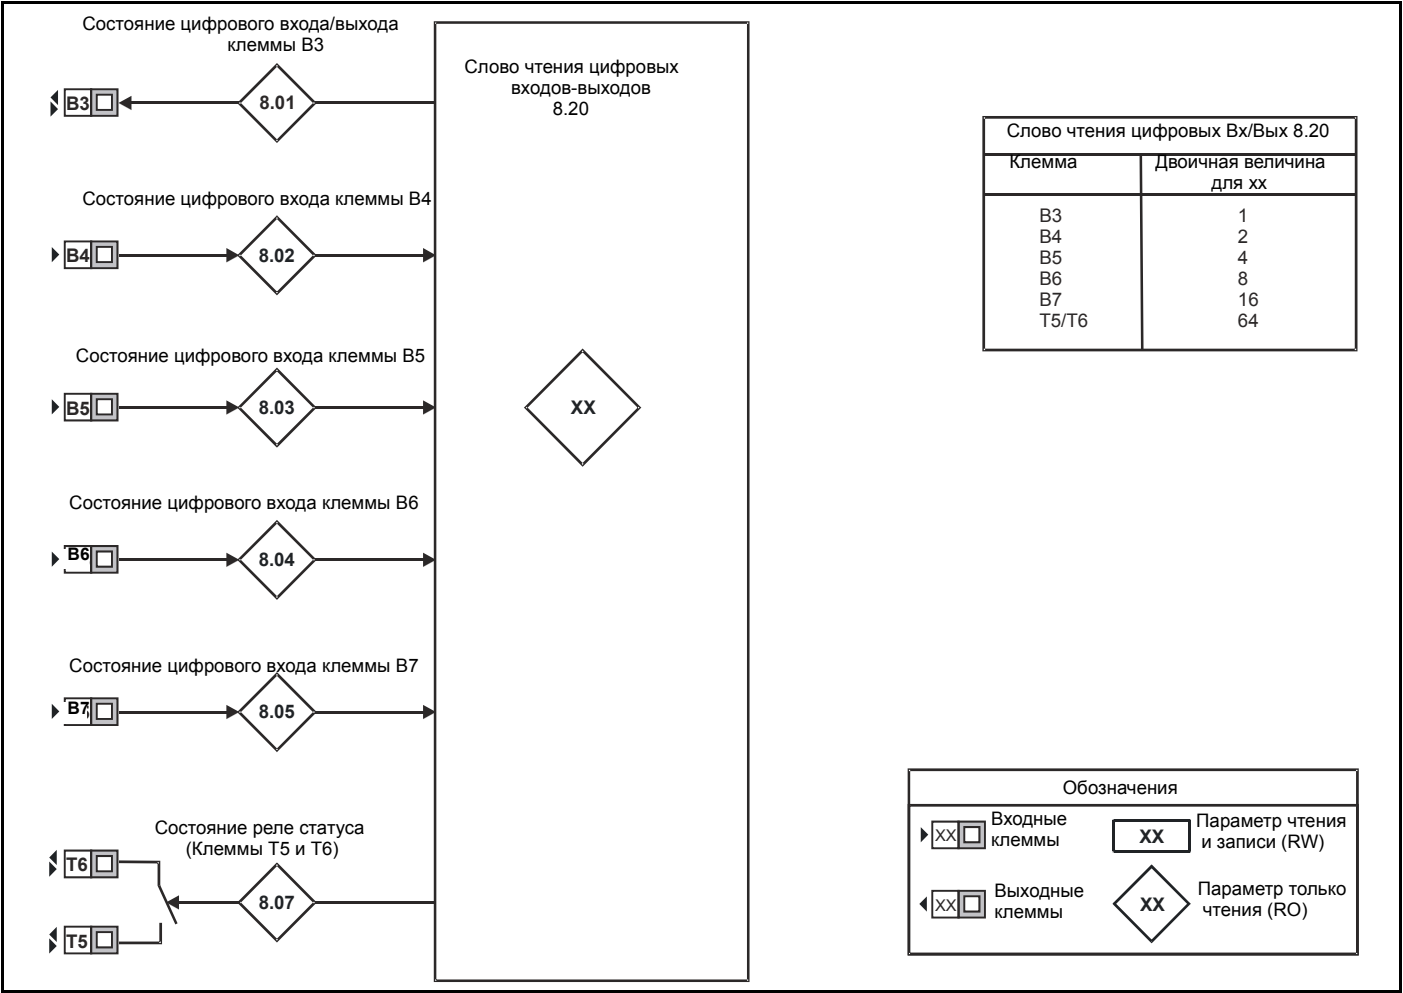 Состояние цифрового входа/выхода
клеммы B3
B3
8.01
Состояние цифрового входа клеммы B4
B4
8.02
Состояние цифрового входа клеммы B5
B5
8.03
Состояние цифрового входа клеммы B6
B6
8.04
Состояние цифрового входа клеммы B7
B7
8.05
Состояние реле статуса
(Клеммы T5 и T6)
T6
8.07
T5
Слово чтения цифровых
входов-выходов
8.20
XX
Слово чтения цифровых Вх/Вых 8.20
Клемма Двоичная величина
для xx
B3 1
B4 2
B5 4
B6 8
B7 16
T5/T6 64
Обозначения
XX Входные
клеммы
XX Параметр чтения
и записи (RW)
XX Выходные
клеммы
XX Параметр только
чтения (RO)